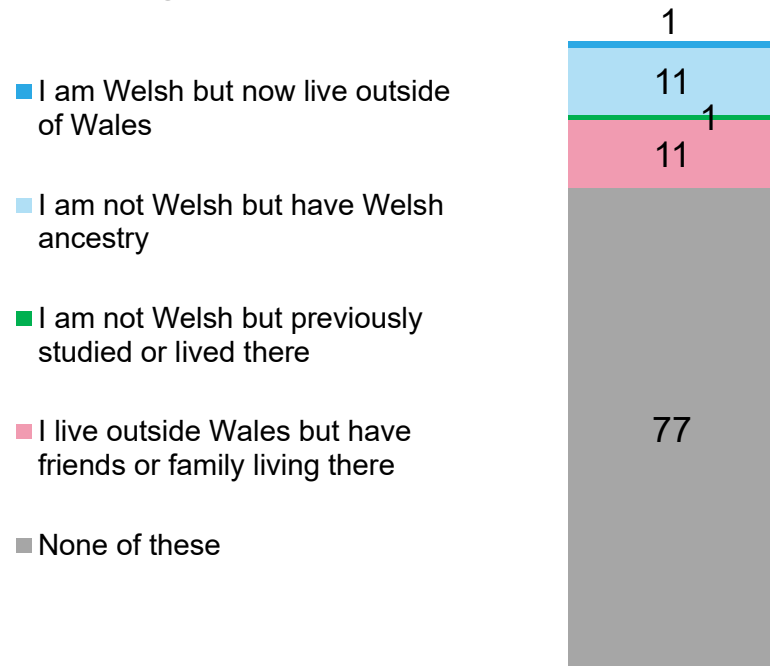 1
I am Welsh but now live outside
of Wales
11
1
I am not Welsh but have Welsh
ancestry
11
I am not Welsh but previously
studied or lived there
I live outside Wales but have
friends or family living there
77
None of these